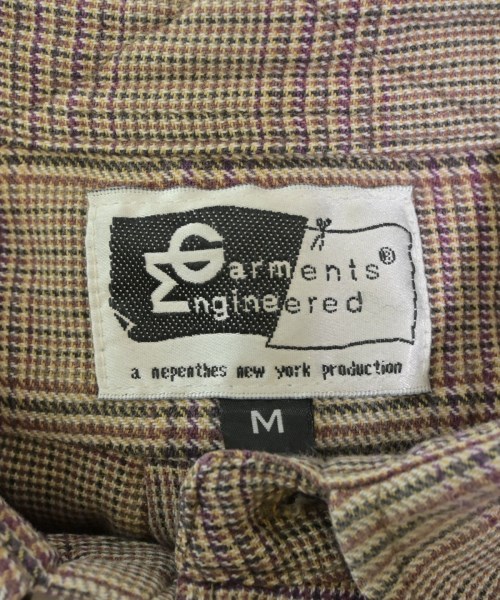 Garments®
Engineered
a nepenthes new york production
M